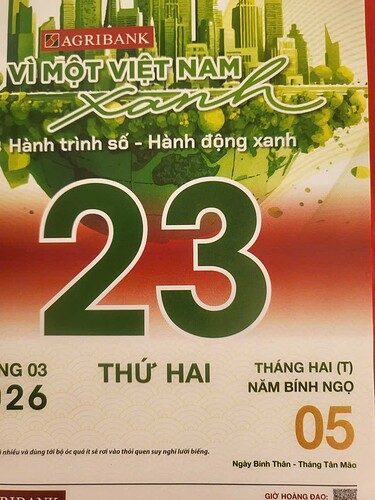 AGRIBANK
VÌ MỘT VIỆT NAM
xanh
Hành trình số - Hành động xanh
23
NG 03
THỨ HAI
THÁNG HAI (T)
026
NĂM BÍNH NGỌ
05
nhiều và dùng tới bộ óc quá ít sẽ rơi vào thói quen suy nghĩ lười biếng.
Ngày Bính Thân - Tháng Tân Mão
AGRIBANK
GIỜ HOÀNG ĐẠO: